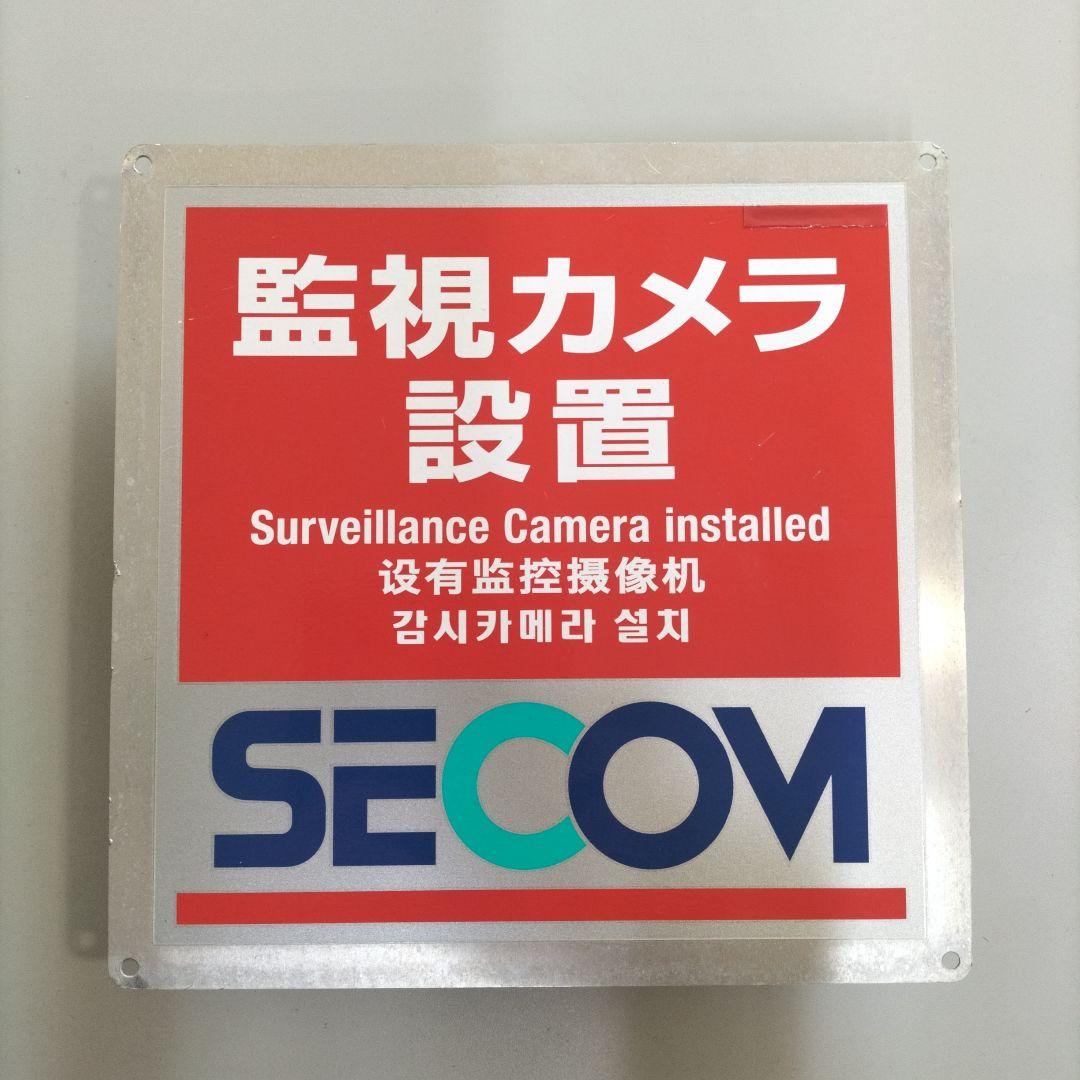 監視カメラ
設置
Surveillance Camera installed
设有监控摄像机
감시카메라 설치
SECOM